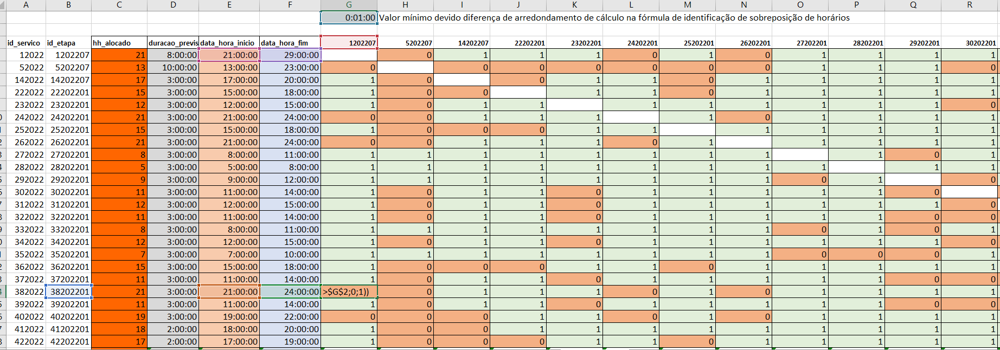 A B C D E F G H I J K L M N O P Q R
0:01:00 Valor mínimo devido diferença de arredondamento de cálculo na fórmula de identificação de sobreposição de horários
id_servico id_etapa hh_alocado duracao_previs data_hora_inicio data_hora_fim 1202207 5202207 14202207 22202201 23202201 24202201 25202201 26202201 27202201 28202201 29202201 30202201
12022 1202207 21 8:00:00 21:00:00 29:00:00 0 1 1 1 0 1 0 1 1 1 1
52022 5202207 13 10:00:00 13:00:00 23:00:00 0 0 0 0 0 0 0 1 1 1 0
142022 14202207 17 3:00:00 17:00:00 20:00:00 1 0 0 1 1 0 1 1 1 1 1
222022 22202201 15 3:00:00 15:00:00 18:00:00 1 0 0 1 1 0 1 1 1 1 1
232022 23202201 12 3:00:00 12:00:00 15:00:00 1 0 1 1 1 1 1 1 1 1 0
242022 24202201 21 3:00:00 21:00:00 24:00:00 0 0 1 1 1 1 0 1 1 1 1
252022 25202201 15 3:00:00 15:00:00 18:00:00 1 0 0 0 1 1 1 1 1 1 1
262022 26202201 21 3:00:00 21:00:00 24:00:00 0 0 1 1 1 0 1 1 1 1 1
272022 27202201 8 3:00:00 8:00:00 11:00:00 1 1 1 1 1 1 1 1 1 0 1
282022 28202201 5 3:00:00 5:00:00 8:00:00 1 1 1 1 1 1 1 1 1 1 1
292022 29202201 9 3:00:00 9:00:00 12:00:00 1 1 1 1 1 1 1 1 0 1 0
302022 30202201 11 3:00:00 11:00:00 14:00:00 1 0 1 1 0 1 1 1 1 1 0
312022 31202201 12 3:00:00 12:00:00 15:00:00 1 0 1 1 0 1 1 1 1 1 1 0
322022 32202201 11 3:00:00 11:00:00 14:00:00 1 0 1 1 0 1 1 1 1 1 0 0
332022 33202201 8 3:00:00 8:00:00 11:00:00 1 1 1 1 1 1 1 1 0 1 0 1
342022 34202201 12 3:00:00 12:00:00 15:00:00 1 0 1 1 0 1 1 1 1 1 1 0
352022 35202201 7 3:00:00 7:00:00 10:00:00 1 1 1 1 1 1 1 1 0 0 0 1
362022 36202201 15 3:00:00 15:00:00 18:00:00 1 0 0 0 1 1 0 1 1 1 1 1
372022 37202201 11 3:00:00 11:00:00 14:00:00 1 0 1 1 0 1 1 1 1 1 0 0
382022 38202201 21 3:00:00 21:00:00 24:00:00 >$G$2;0;1)) 0 1 1 1 0 1 0 1 1 1 1
392022 39202201 11 3:00:00 11:00:00 14:00:00 1 0 1 1 0 1 1 1 1 1 0 0
402022 40202201 19 3:00:00 19:00:00 22:00:00 0 0 0 1 1 0 1 0 1 1 1 1
412022 41202201 18 2:00:00 18:00:00 20:00:00 1 0 0 1 1 1 1 1 1 1 1 1
422022 42202201 17 2:00:00 17:00:00 19:00:00 1 0 0 0 1 1 0 1 1 1 1 1